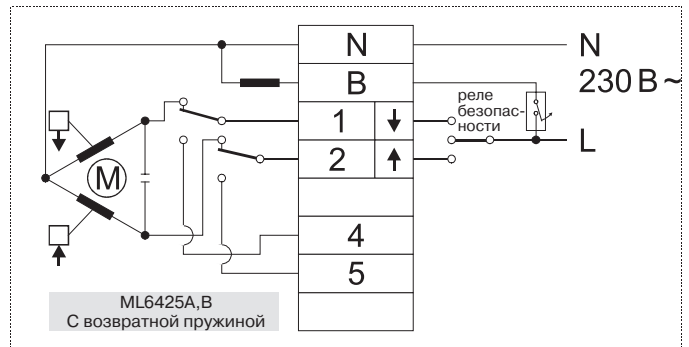 N
N
B
230 В ~
реле
безопас-
ности
1
L
2
M
4
5
ML6425A,B
С возвратной пружиной